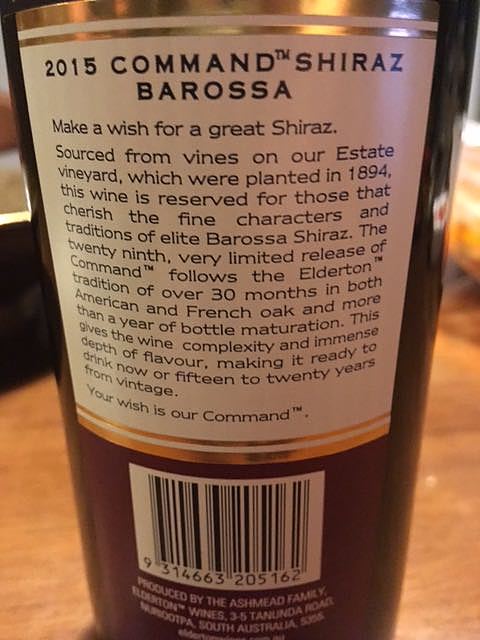 2015 COMMAND™ SHIRAZ
BAROSSA
Make a wish for a great Shiraz.
Sourced from vines on our Estate
vineyard, which were planted in 1894,
this wine is reserved for those that
cherish the fine characters and
traditions of elite Barossa Shiraz. The
twenty ninth, very limited release of
Command™ follows the Elderton™
tradition of over 30 months in both
American and French oak and more
than a year of bottle maturation. This
gives the wine complexity and immense
depth of flavour, making it ready to
drink now or fifteen to twenty years
from vintage.
Your wish is our Command™.
9 314663 205162
PRODUCED BY THE ASHMEAD FAMILY,
ELDERTON™ WINES, 3-5 TANUNDA ROAD,
NURIOOTPA, SOUTH AUSTRALIA, 5355.